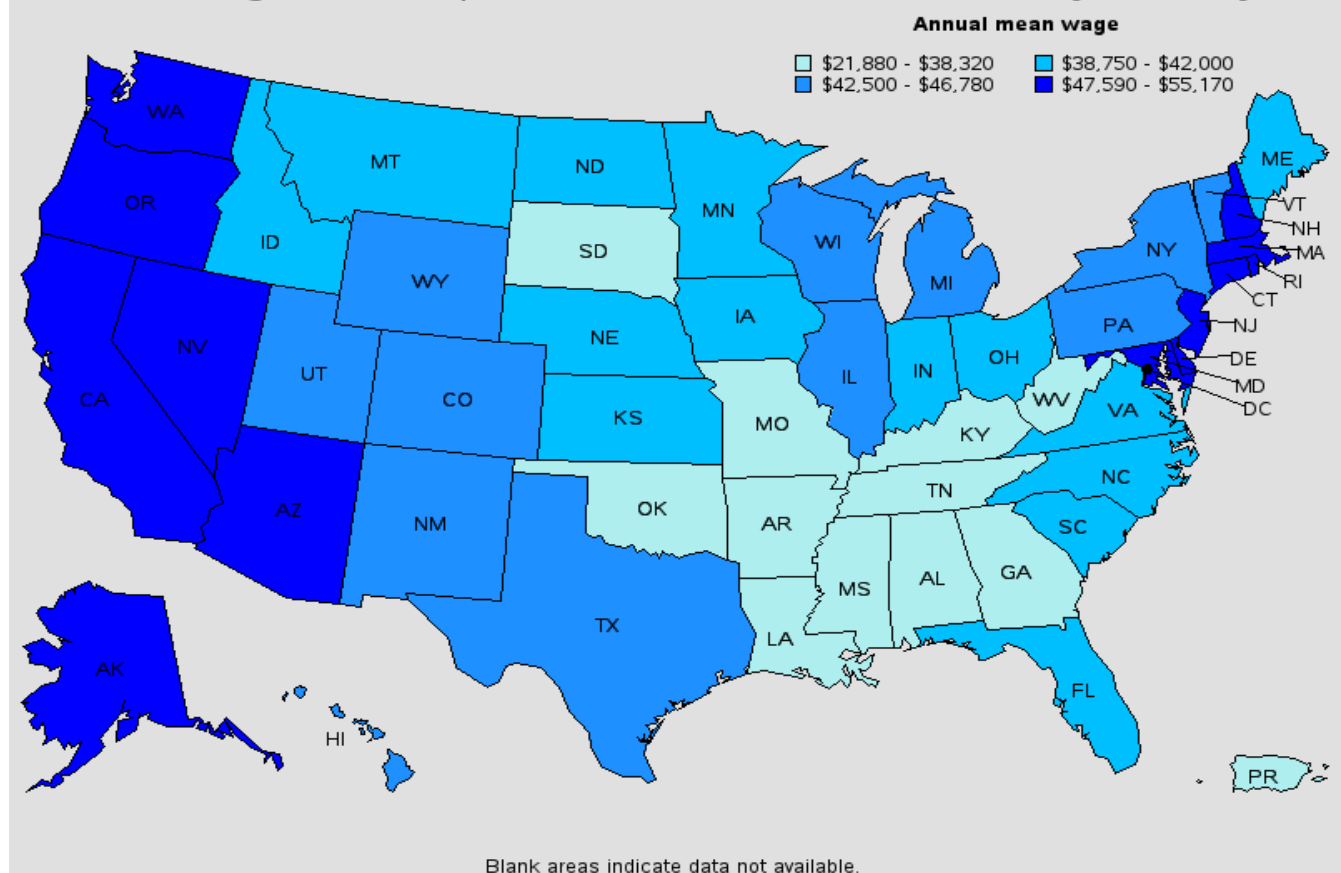 Annual mean wage
$21,880 - $38,320 $38,750 - $42,000
$42,500 - $46,780 $47,590 - $55,170
WA
MT
ND
ME
OR
MN
VT
ID
SD
WI
NH
NY
MA
WY
MI
RI
CT
IA
NV
NE
PA
NJ
OH
DE
UT
IL
IN
MD
CA
CO
WV
DC
KS
MO
VA
KY
NC
TN
AZ
NM
OK
AR
SC
MS
AL
GA
TX
LA
AK
FL
HI
PR
Blank areas indicate data not available.